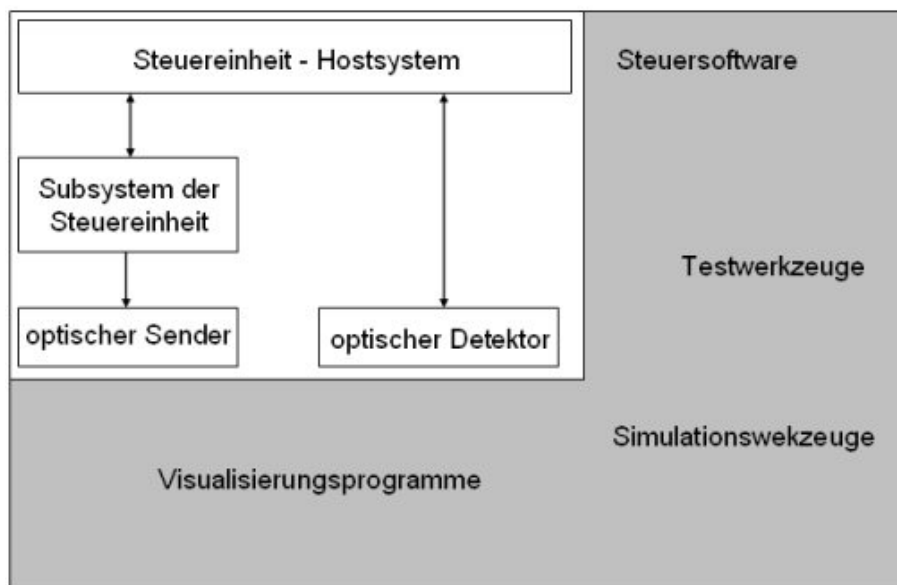 Steuereinheit - Hostsystem
Steuersoftware
Subsystem der
Steuereinheit
Testwerkzeuge
optischer Sender
optischer Detektor
Simulationswekzeuge
Visualisierungsprogramme